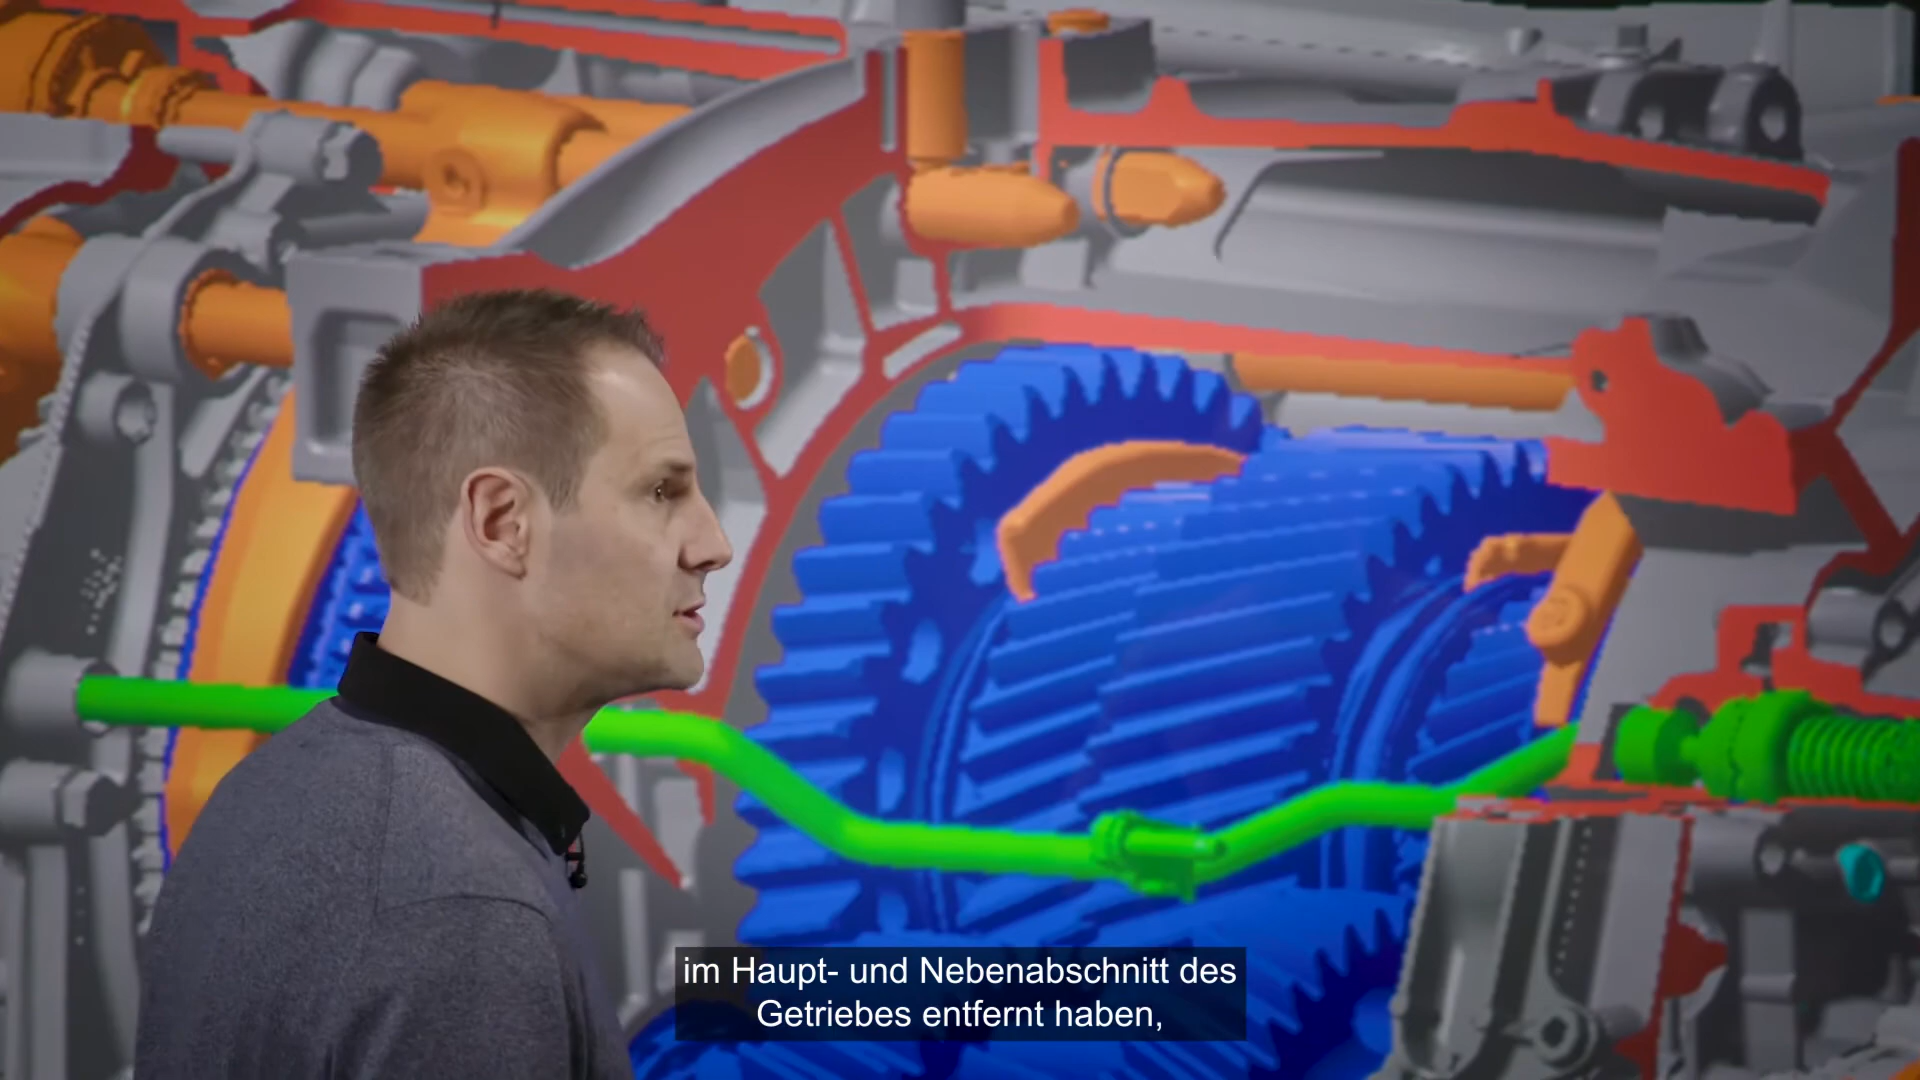 im Haupt- und Nebenabschnitt des
Getriebes entfernt haben,